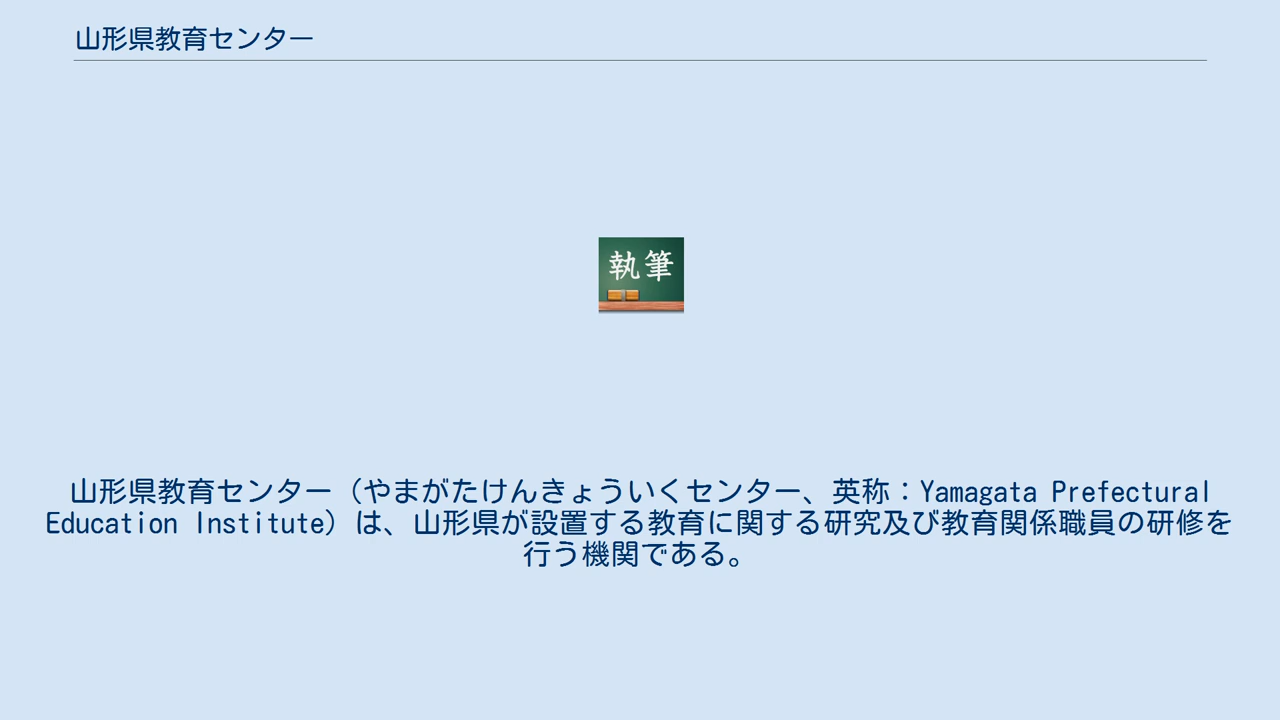 山形県教育センター
執筆
山形県教育センター（やまがたけんきょういくセンター、英称：Yamagata Prefectural
Education Institute）は、山形県が設置する教育に関する研究及び教育関係職員の研修を
行う機関である。